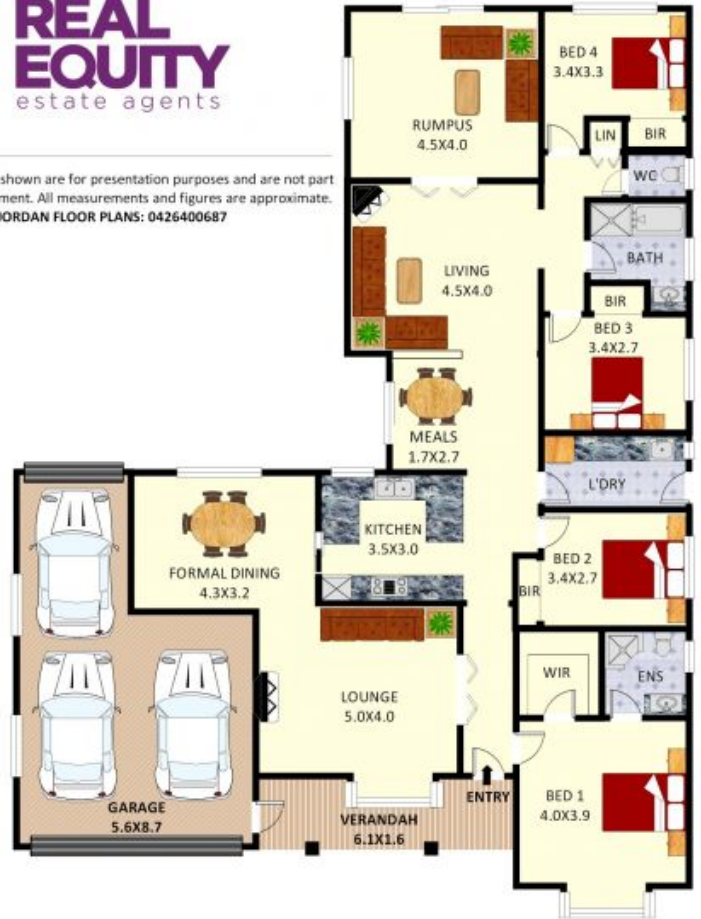 REAL
EQUITY
estate agents
shown are for presentation purposes and are not part
ment. All measurements and figures are approximate.
JORDAN FLOOR PLANS: 0426400687
RUMPUS
4.5X4.0
BED 4
3.4X3.3
LIN
BIR
WC
BATH
LIVING
4.5X4.0
BIR
BED 3
3.4X2.7
MEALS
1.7X2.7
L'DRY
KITCHEN
3.5X3.0
FORMAL DINING
4.3X3.2
BED 2
3.4X2.7
BIR
WIR
ENS
LOUNGE
5.0X4.0
ENTRY
BED 1
4.0X3.9
GARAGE
5.6X8.7
VERANDAH
6.1X1.6